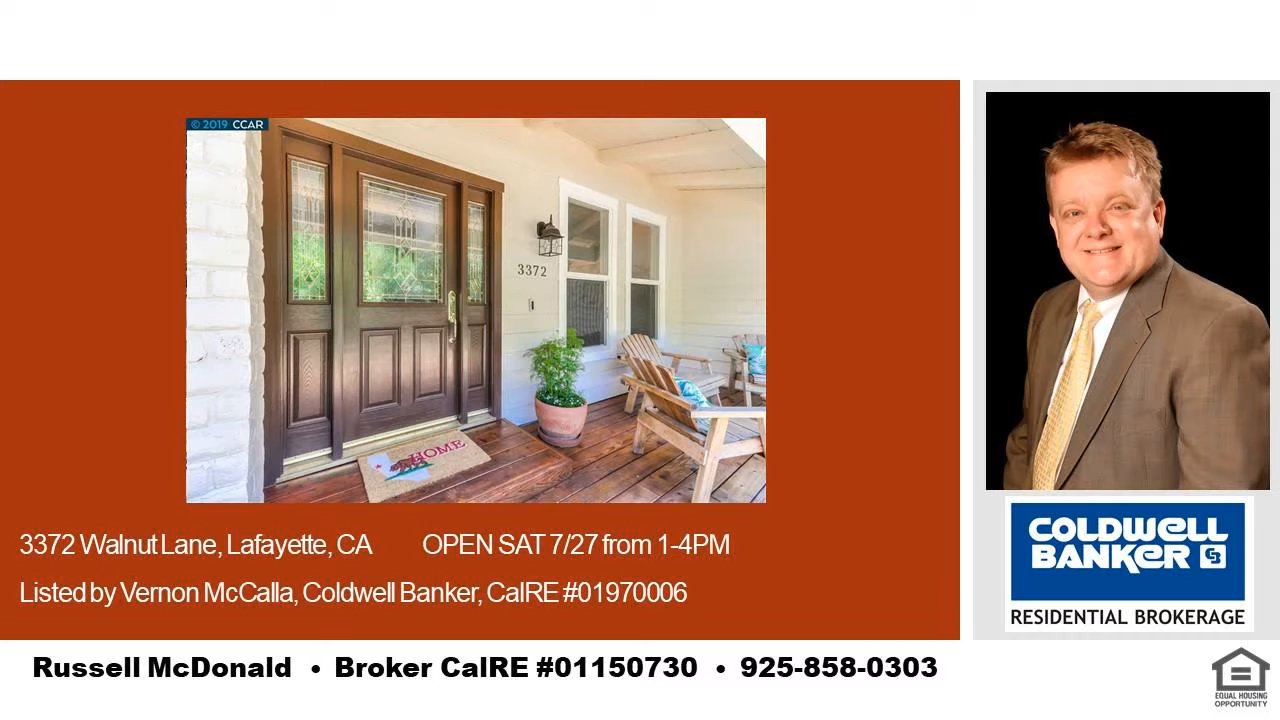 © 2019 CCAR
3372
HOME
3372 Walnut Lane, Lafayette, CA OPEN SAT 7/27 from 1-4PM
Listed by Vernon McCalla, Coldwell Banker, CalRE #01970006
COLDWELL
BANKER CB
RESIDENTIAL BROKERAGE
Russell McDonald • Broker CalRE #01150730 • 925-858-0303
EQUAL HOUSING
OPPORTUNITY